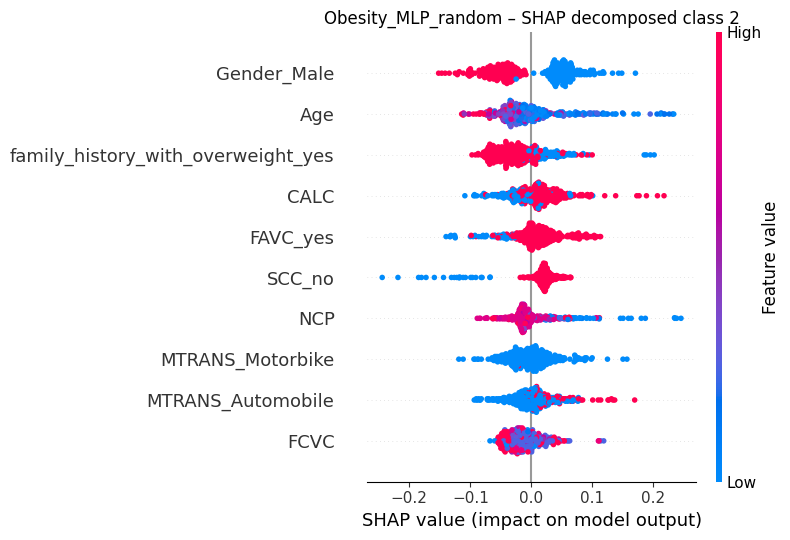 Obesity_MLP_random – SHAP decomposed class 2
High
Gender_Male
Age
family_history_with_overweight_yes
CALC
FAVC_yes
SCC_no
NCP
MTRANS_Motorbike
MTRANS_Automobile
FCVC
Feature value
Low
−0.2 −0.1 0.0 0.1 0.2
SHAP value (impact on model output)